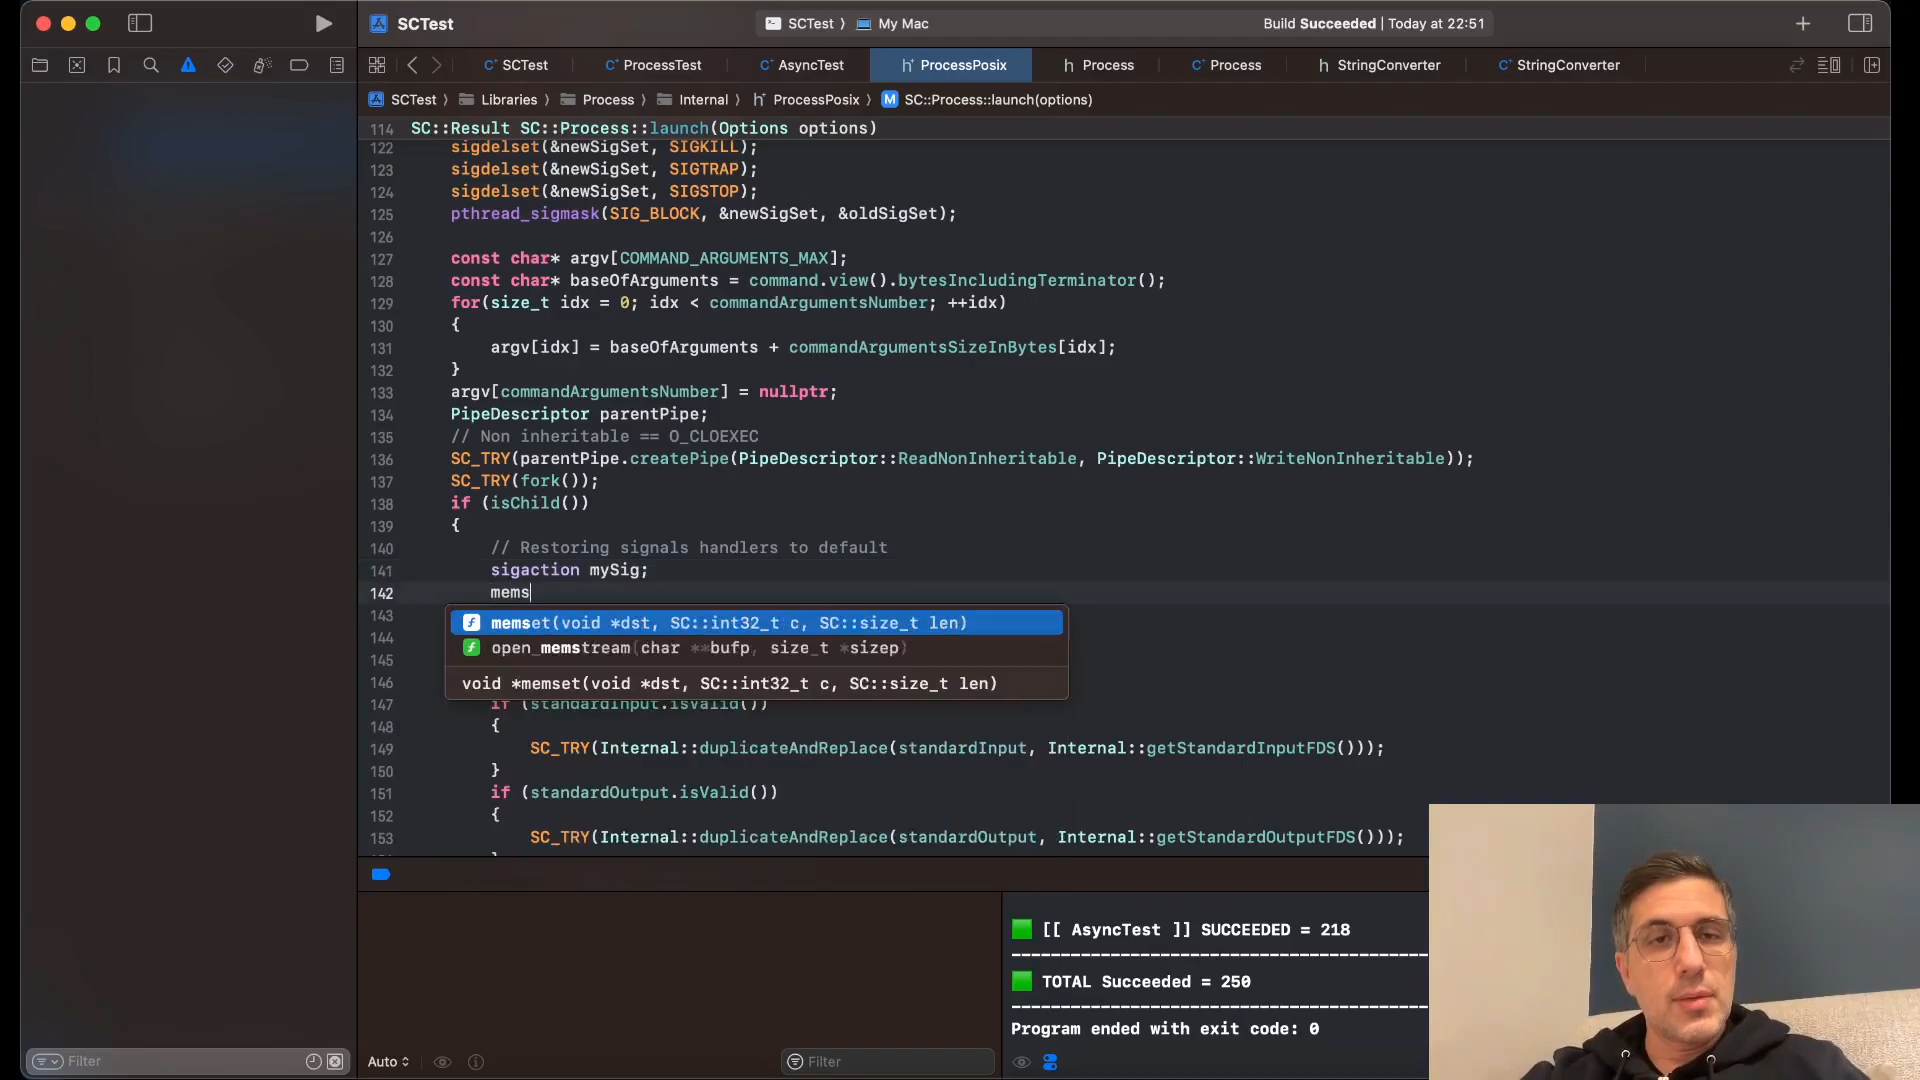 SCTest
SCTest 〉 My Mac
Build Succeeded | Today at 22:51
SCTest
ProcessTest
AsyncTest
ProcessPosix
Process
Process
StringConverter
StringConverter
SCTest 〉 Libraries 〉 Process 〉 Internal 〉 ProcessPosix 〉 M SC::Process::launch(options)
114 SC::Result SC::Process::launch(Options options)
122 sigdelset(&newSigSet, SIGKILL);
123 sigdelset(&newSigSet, SIGTRAP);
124 sigdelset(&newSigSet, SIGSTOP);
125 pthread_sigmask(SIG_BLOCK, &newSigSet, &oldSigSet);
126
127 const char* argv[COMMAND_ARGUMENTS_MAX];
128 const char* baseOfArguments = command.view().bytesIncludingTerminator();
129 for(size_t idx = 0; idx < commandArgumentsNumber; ++idx)
130 {
131 argv[idx] = baseOfArguments + commandArgumentsSizeInBytes[idx];
132 }
133 argv[commandArgumentsNumber] = nullptr;
134 PipeDescriptor parentPipe;
135 // Non inheritable == O_CLOEXEC
136 SC_TRY(parentPipe.createPipe(PipeDescriptor::ReadNonInheritable, PipeDescriptor::WriteNonInheritable));
137 SC_TRY(fork());
138 if (isChild())
139 {
140 // Restoring signals handlers to default
141 sigaction mySig;
142 mems
143
f memset(void *dst, SC::int32_t c, SC::size_t len)
144
f open_memstream(char **bufp, size_t *sizep)
145
146 void *memset(void *dst, SC::int32_t c, SC::size_t len)
147 if (standardInput.isValid())
148 {
149 SC_TRY(Internal::duplicateAndReplace(standardInput, Internal::getStandardInputFDS()));
150 }
151 if (standardOutput.isValid())
152 {
153 SC_TRY(Internal::duplicateAndReplace(standardOutput, Internal::getStandardOutputFDS()));
[[ AsyncTest ]] SUCCEEDED = 218
TOTAL Succeeded = 250
Program ended with exit code: 0
Filter
Auto
Filter